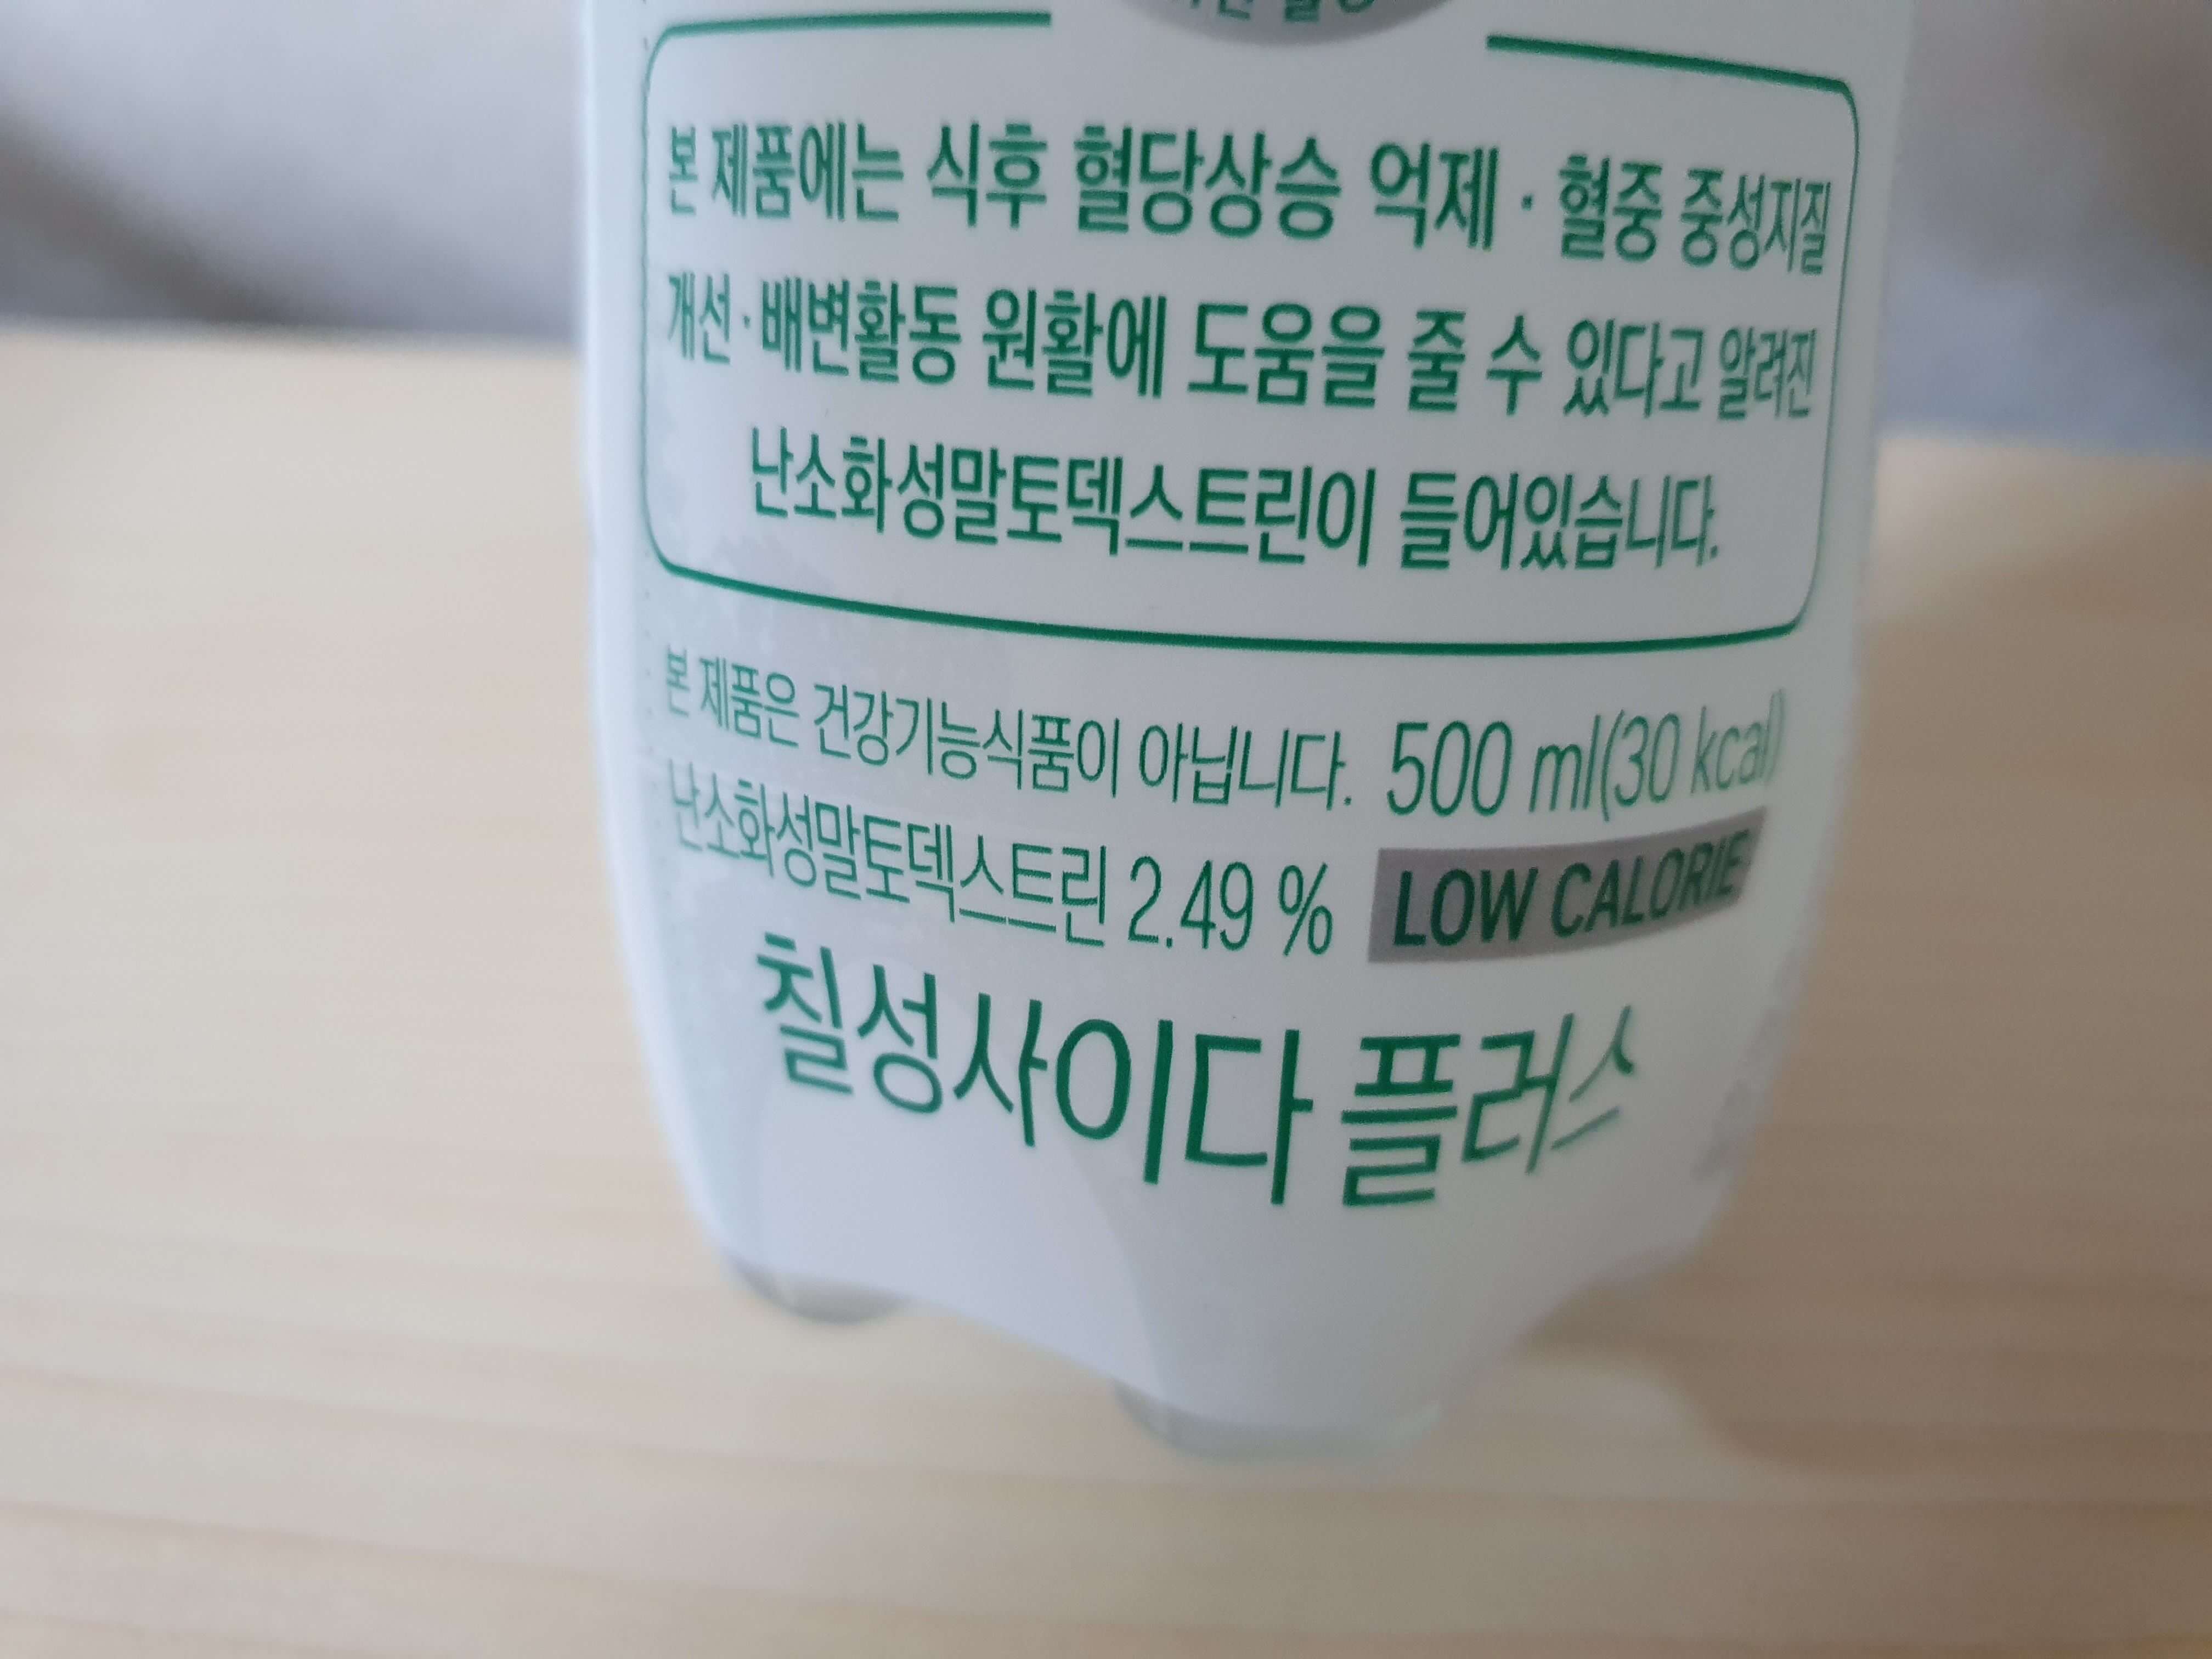 본 제품에는 식후 혈당상승 억제 · 혈중 중성지질
개선 · 배변활동 원활에 도움을 줄 수 있다고 알려진
난소화성말토덱스트린이 들어있습니다.
본 제품은 건강기능식품이 아닙니다. 500 ml(30 kcal)
난소화성말토덱스트린 2.49 % LOW CALORIE
칠성사이다 플러스